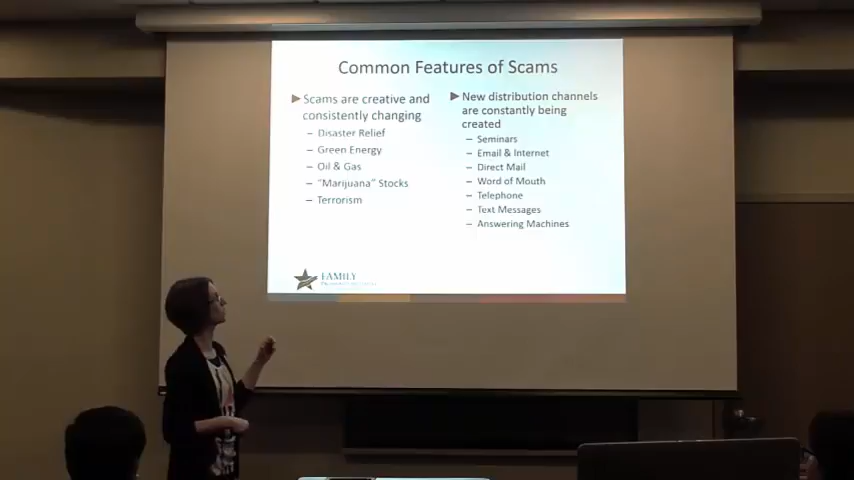 Common Features of Scams
Scams are creative and
consistently changing
– Disaster Relief
– Green Energy
– Oil & Gas
– “Marijuana” Stocks
– Terrorism
New distribution channels
are constantly being
created
– Seminars
– Email & Internet
– Direct Mail
– Word of Mouth
– Telephone
– Text Messages
– Answering Machines
FAMILY